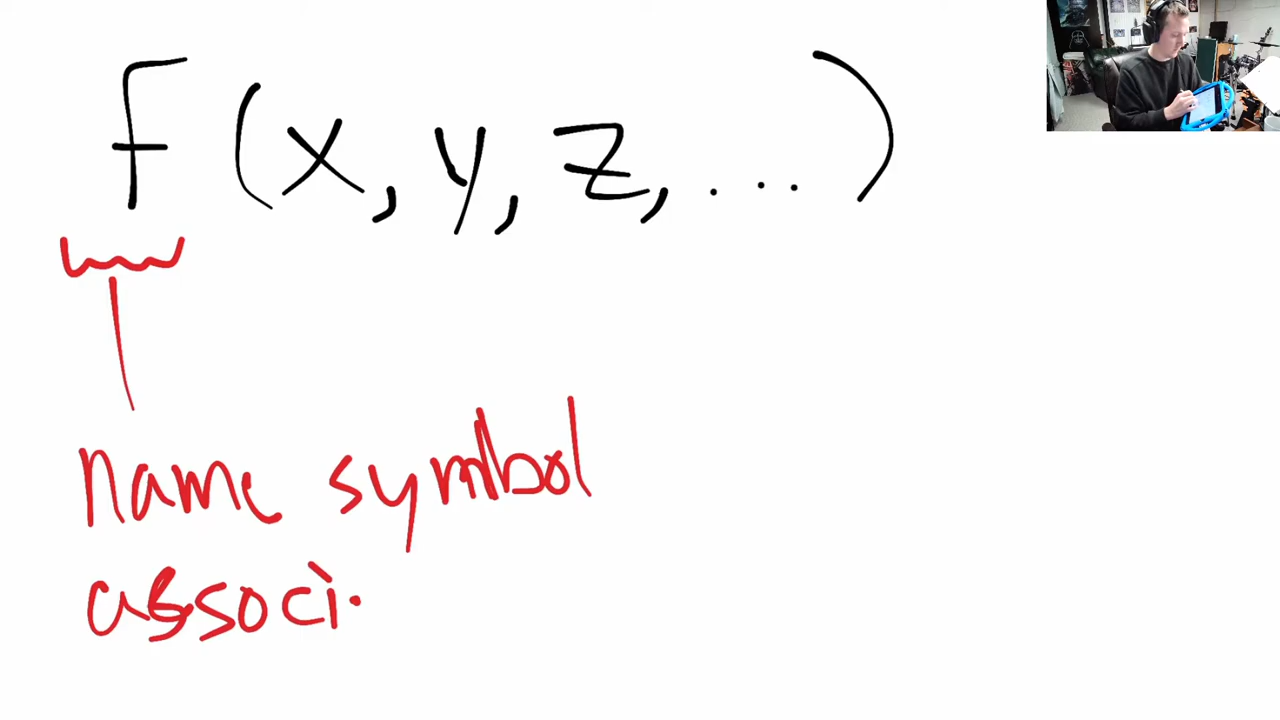 f(x, y, z, ...)
name symbol
associ